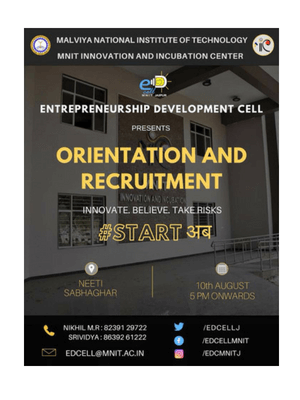 MALVIYA NATIONAL INSTITUTE OF TECHNOLOGY
MNIT INNOVATION AND INCUBATION CENTER
ENTREPRENEURSHIP DEVELOPMENT CELL
PRESENTS
ORIENTATION AND
RECRUITMENT
INNOVATE. BELIEVE. TAKE RISKS
#START अब
NEETI
SABHAGHAR
10th AUGUST
5 PM ONWARDS
NIKHIL M.R : 82391 29722
SRIVIDYA : 86392 61222
EDCELL@MNIT.AC.IN
/EDCELLJ
/EDCELLMNIT
/EDCMNITJ